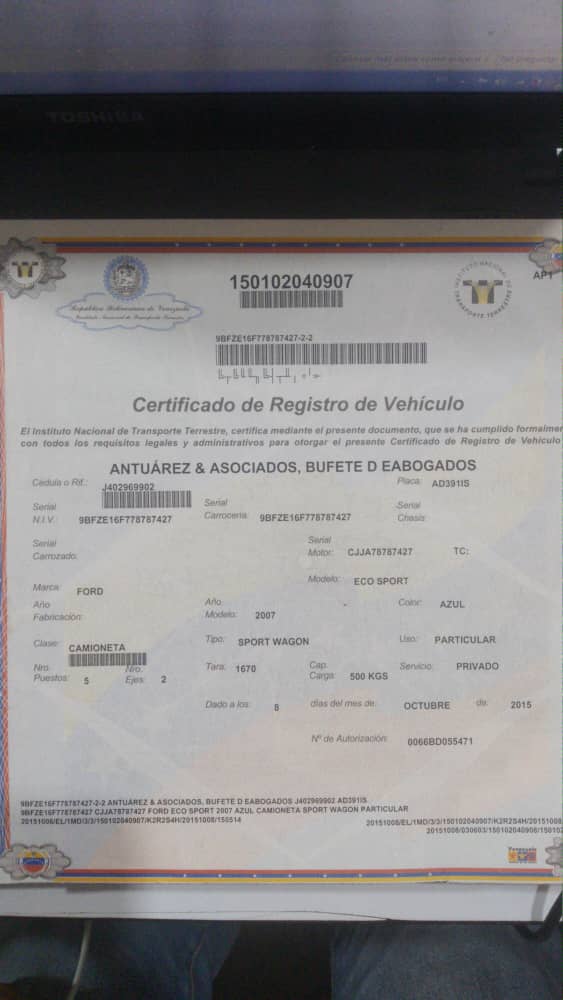 TOSHIBA
AP1
150102040907
INSTITUTO NACIONAL DE TRANSPORTE TERRESTRE
República Bolivariana de Venezuela
Instituto Nacional de Transporte Terrestre
9BFZE16F778787427-2-2
Certificado de Registro de Vehículo
El Instituto Nacional de Transporte Terrestre, certifica mediante el presente documento, que se ha cumplido formalmen
con todos los requisitos legales y administrativos para otorgar el presente Certificado de Registro de Vehículo
ANTUÁREZ & ASOCIADOS, BUFETE D EABOGADOS
Cedula o Rif.: J402969902 Placa: AD391IS
Serial N.I.V.: 9BFZE16F778787427 Serial Carroceria: 9BFZE16F778787427 Serial Chasis:
Serial Carrozado: Serial Motor: CJJA78787427 TC:
Marca: FORD Modelo: ECO SPORT
Año Fabricación: Año Modelo: 2007 - Color: AZUL
Clase: CAMIONETA Tipo: SPORT WAGON Uso: PARTICULAR
Nro. Puestos: 5 Nro. Ejes: 2 Tara: 1670 Cap. Carga: 500 KGS Servicio: PRIVADO
Dado a los: 8 días del mes de: OCTUBRE de: 2015
Nº de Autorización: 0066BD055471
9BFZE16F778787427-2-2 ANTUÁREZ & ASOCIADOS, BUFETE D EABOGADOS J402969902 AD391IS
9BFZE16F778787427 CJJA78787427 FORD ECO SPORT 2007 AZUL CAMIONETA SPORT WAGON PARTICULAR
20151006/EL/1MD/3/3/150102040907/K2R2S4H/20151008/150514
20151006/EL/1MD/3/3/150102040907/K2R2S4H/20151008
20151006/030603/150102040906/15010
Venezuela